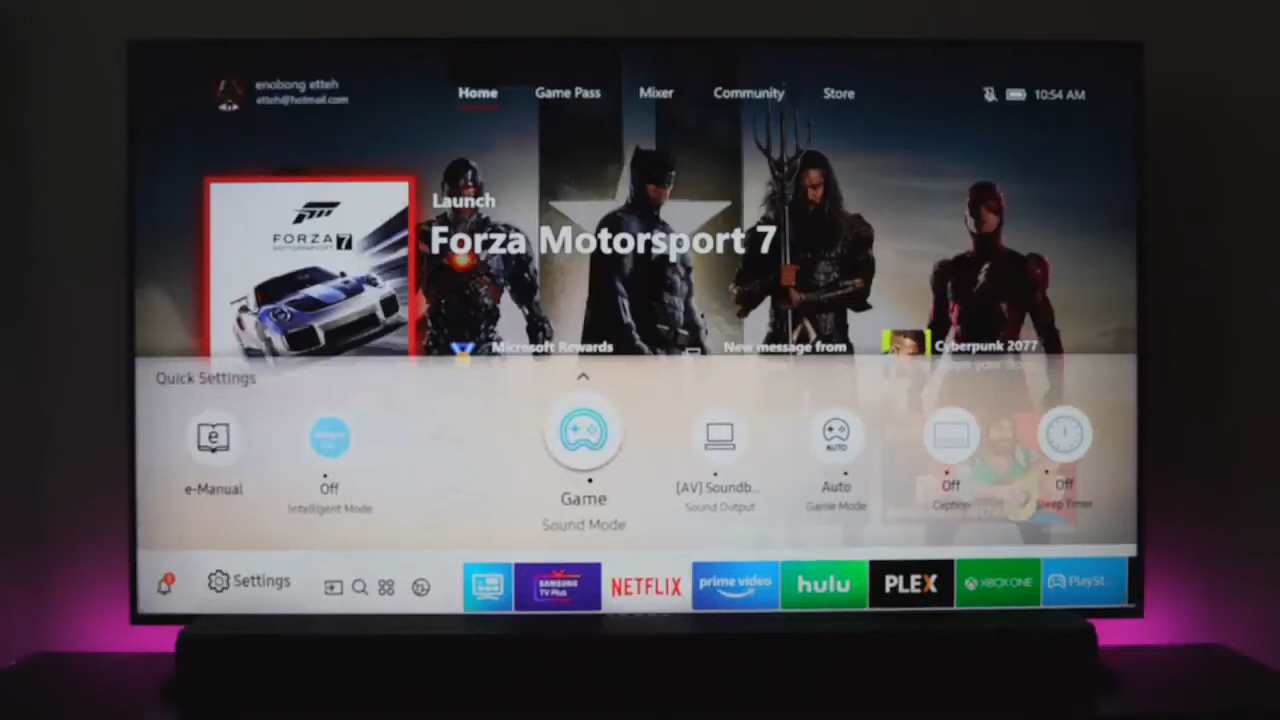 enobong etteh
etteh@hotmail.com
Home
Game Pass
Mixer
Community
Store
10:54 AM
Launch
Forza Motorsport 7
FORZA 7
MOTORSPORT
Microsoft Rewards
New message from
Cyberpunk 2077
Quick Settings
e-Manual
Off
Intelligent Mode
Game
Sound Mode
[AV] Soundb...
Sound Output
AUTO
Auto
Game Mode
Off
Caption
Off
Sleep Timer
Settings
SAMSUNG
TV Plus
NETFLIX
prime video
hulu
PLEX
XBOX ONE
PlaySt...